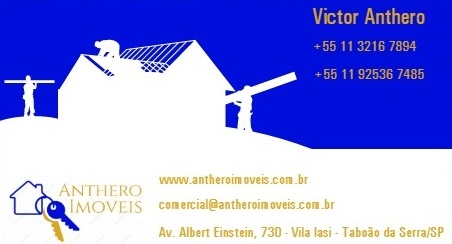 Victor Anthero
+55 11 3216 7894
+55 11 92536 7485
www.antheroimoveis.com.br
ANTHERO
IMOVEIS
comercial@antheroimoveis.com.br
Av. Albert Einstein, 730 - Vila Iasi - Taboão da Serra/SP